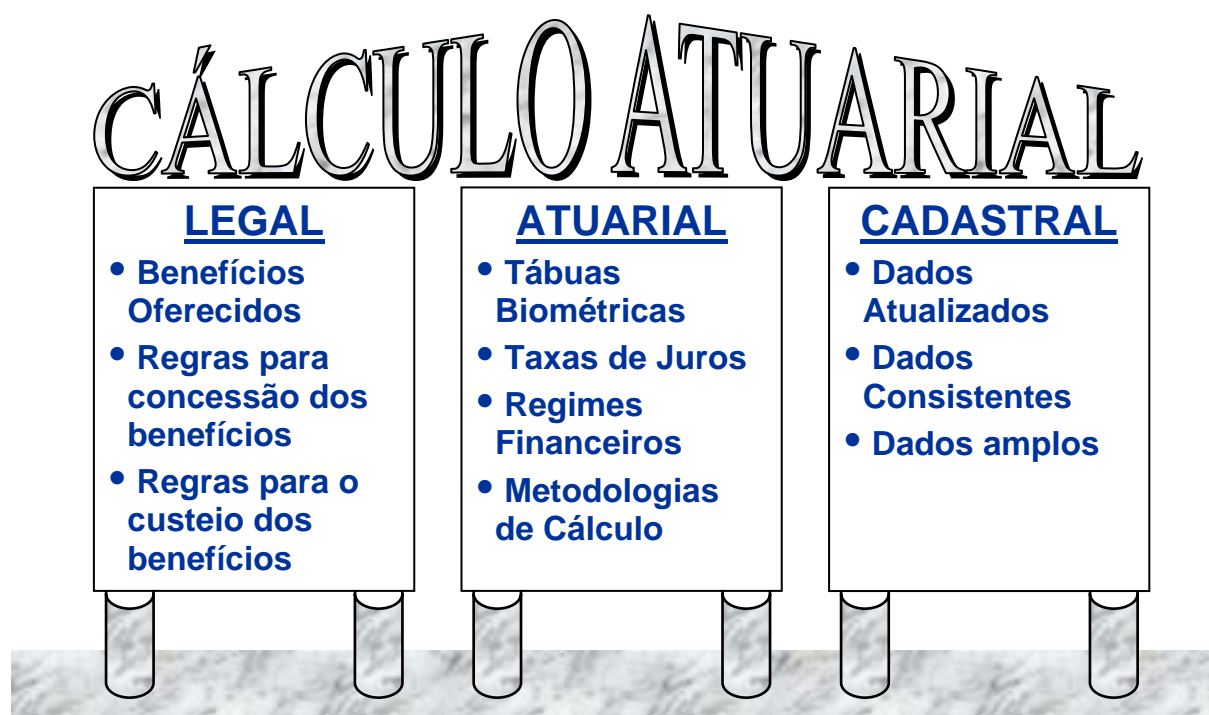 CÁLCULO ATUARIAL
LEGAL
• Benefícios
Oferecidos
• Regras para
concessão dos
benefícios
• Regras para o
custeio dos
benefícios
ATUARIAL
• Tábuas
Biométricas
• Taxas de Juros
• Regimes
Financeiros
• Metodologias
de Cálculo
CADASTRAL
• Dados
Atualizados
• Dados
Consistentes
• Dados amplos